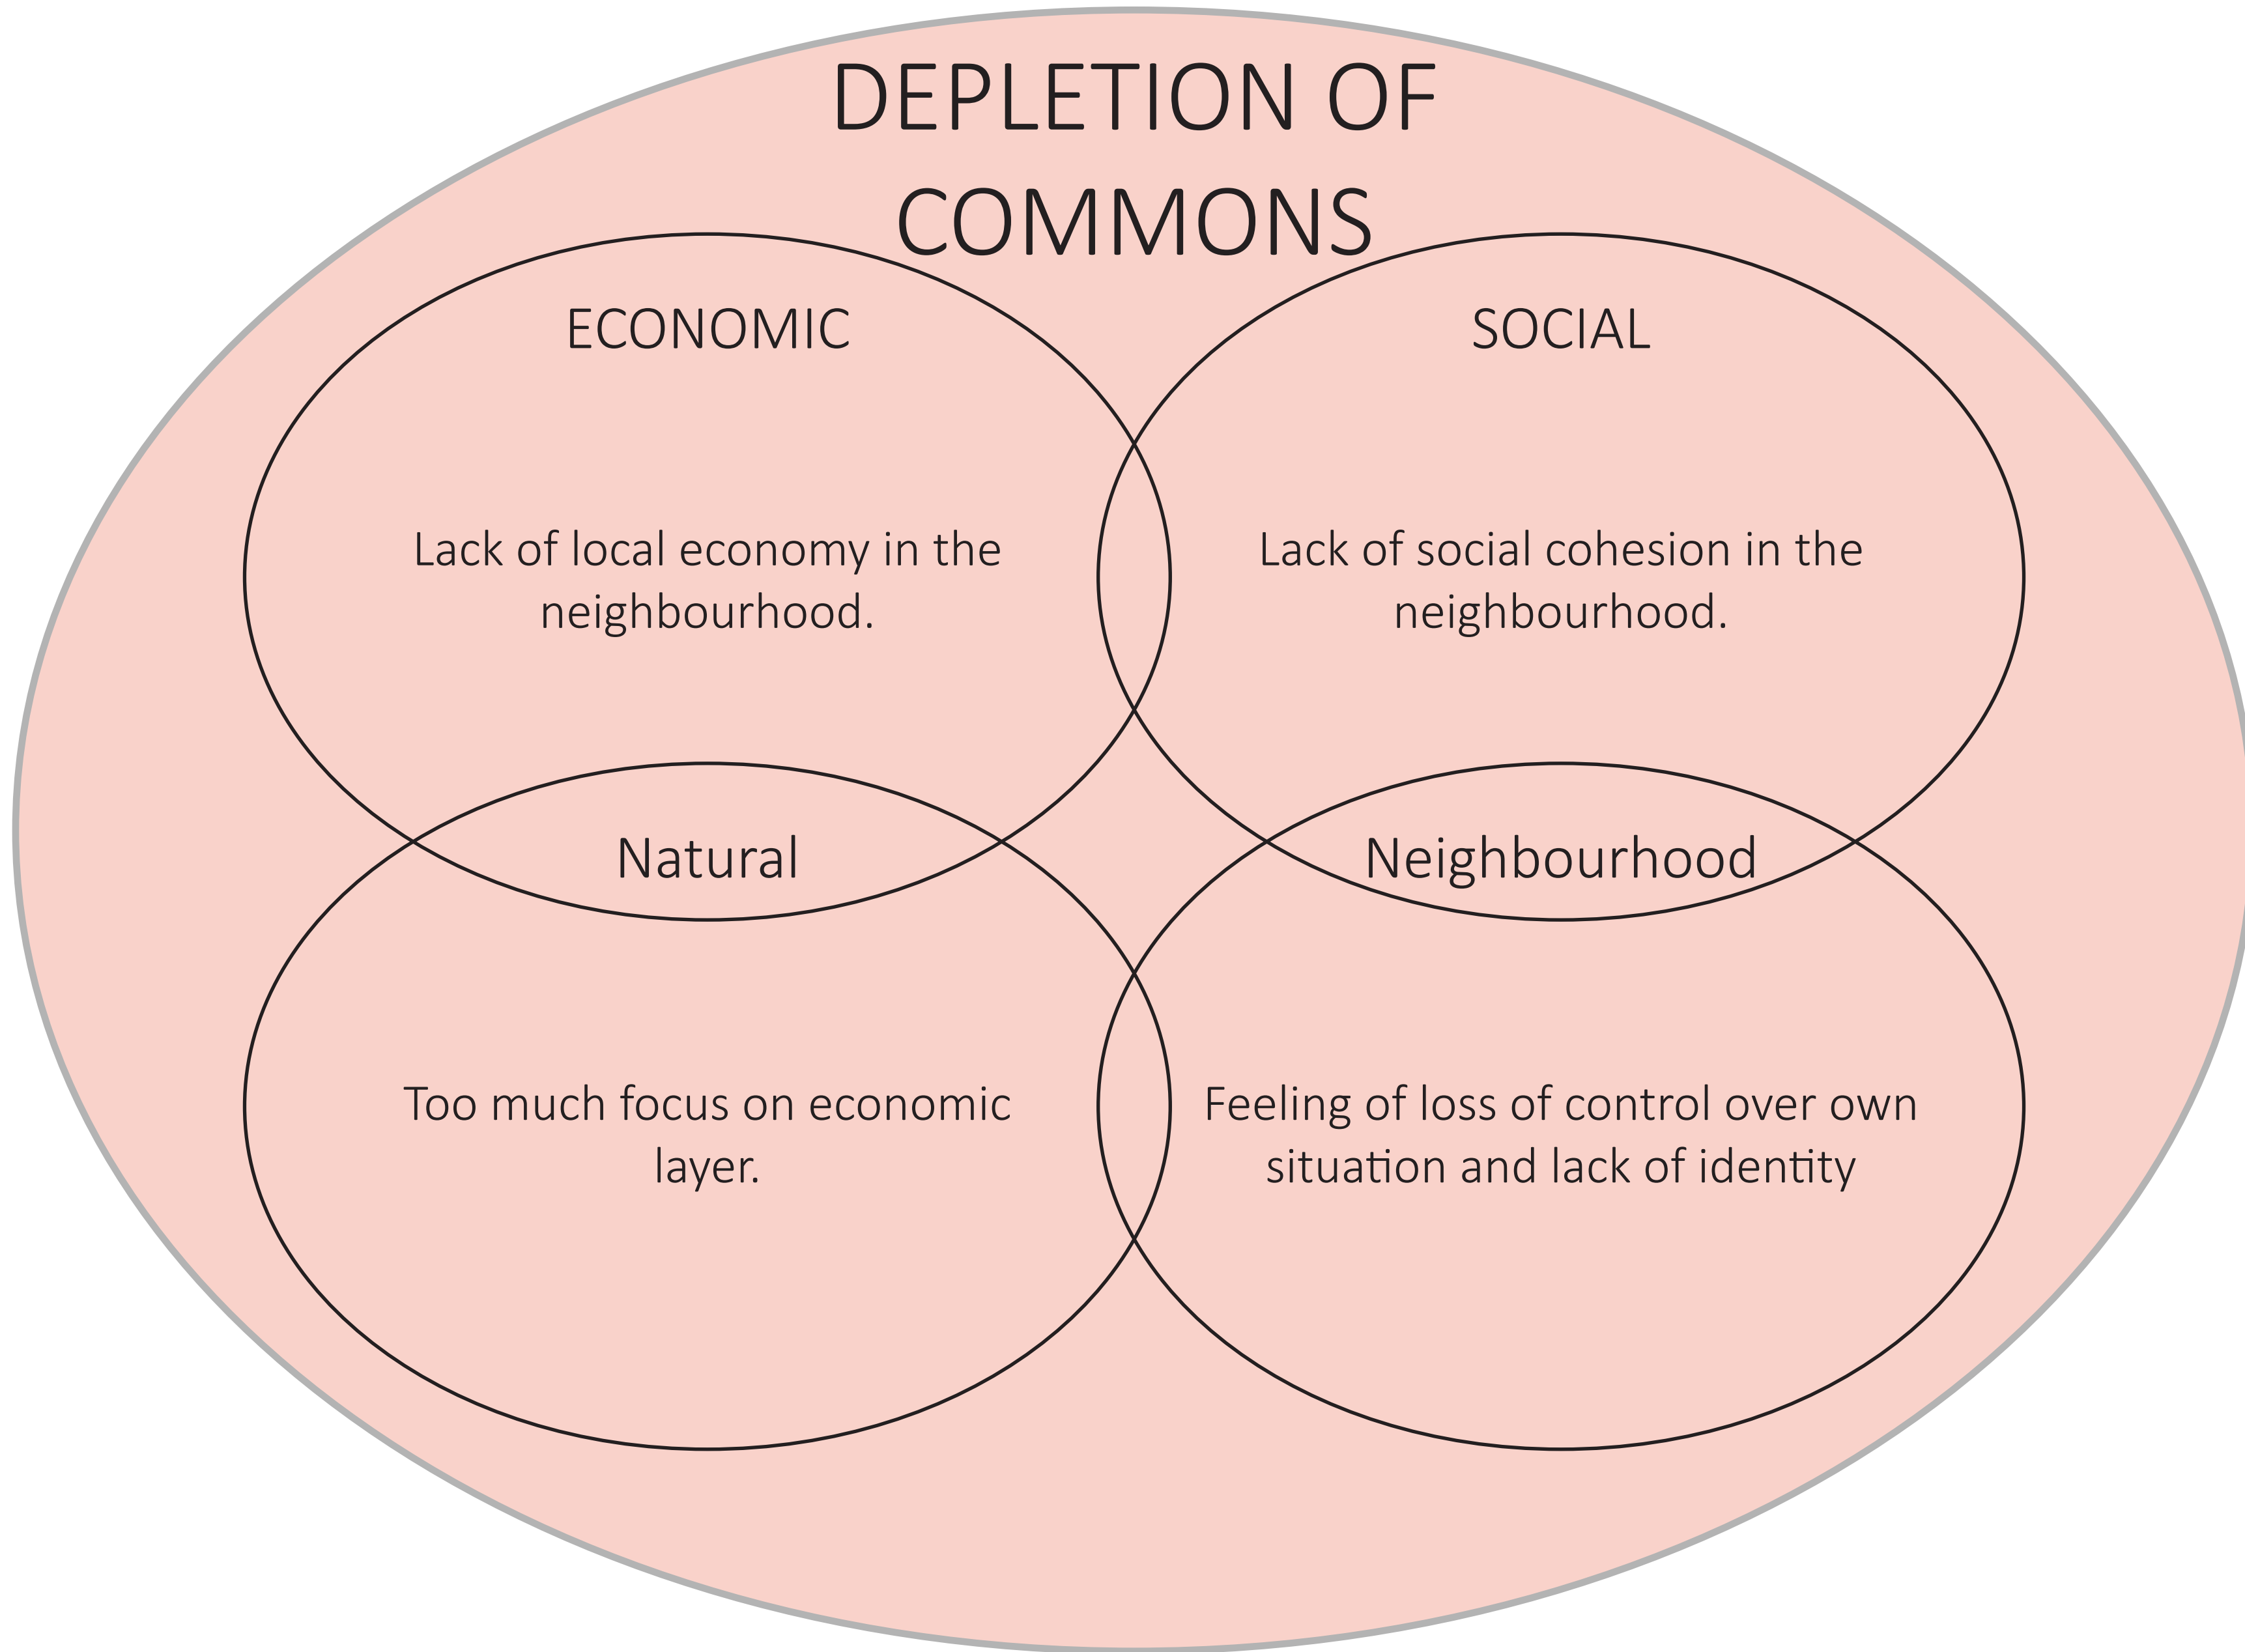 DEPLETION OF
COMMONS
ECONOMIC
Lack of local economy in the
neighbourhood.
SOCIAL
Lack of social cohesion in the
neighbourhood.
Natural
Too much focus on economic
layer.
Neighbourhood
Feeling of loss of control over own
situation and lack of identity